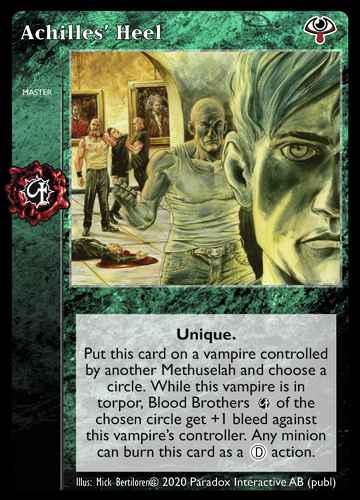 Achilles' Heel
MASTER
Unique.
Put this card on a vampire controlled
by another Methuselah and choose a
circle. While this vampire is in
torpor, Blood Brothers of the
chosen circle get +1 bleed against
this vampire's controller. Any minion
can burn this card as a Ⓓ action.
Illus: Mick Bertilorenz© 2020 Paradox Interactive AB (publ)